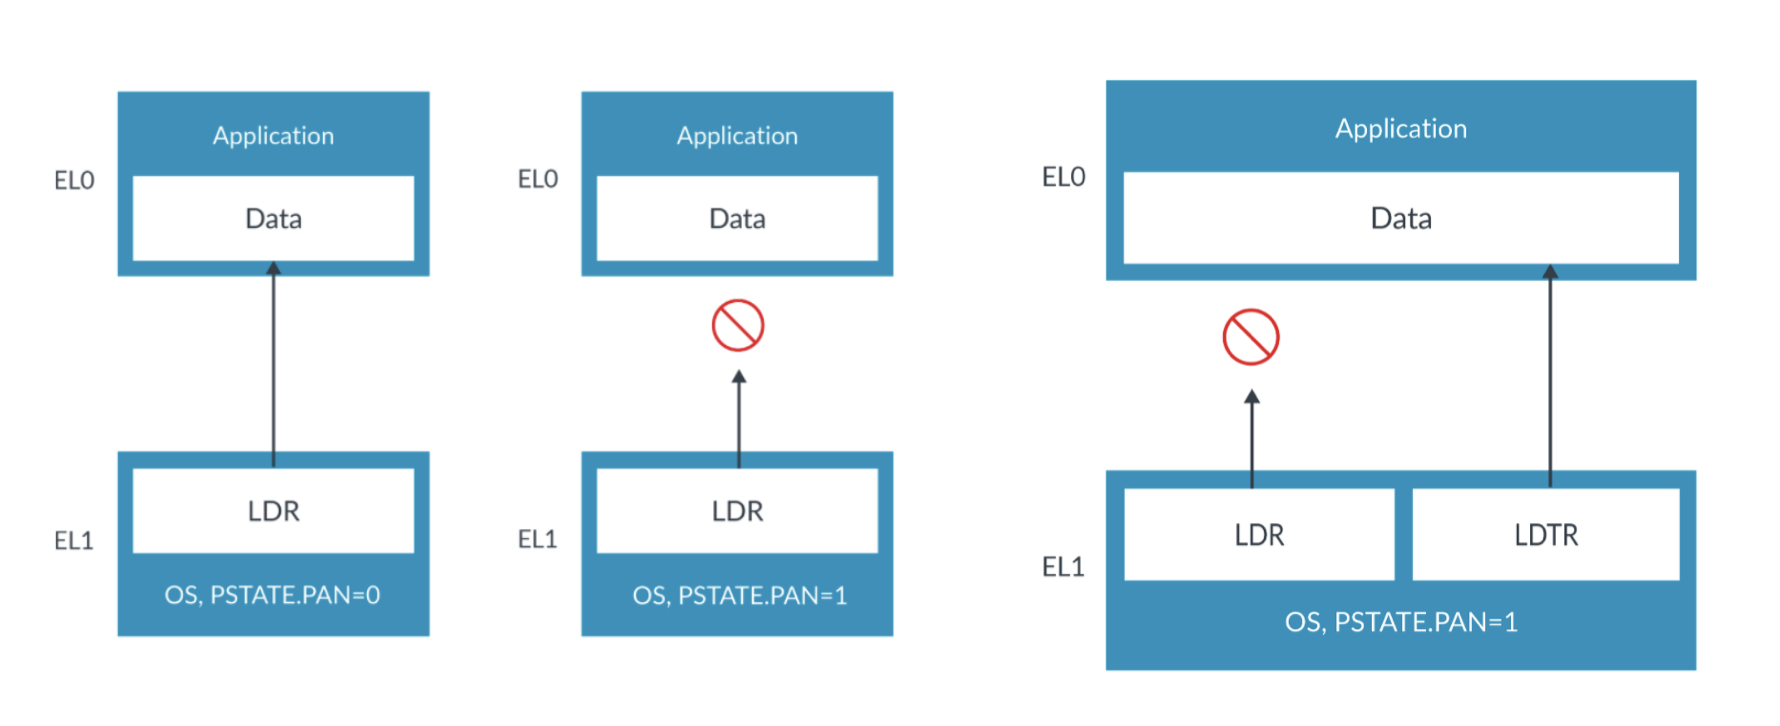 Application
EL0
Data
LDR
EL1
OS, PSTATE.PAN=0
Application
EL0
Data
LDR
EL1
OS, PSTATE.PAN=1
Application
EL0
Data
LDR
LDTR
EL1
OS, PSTATE.PAN=1